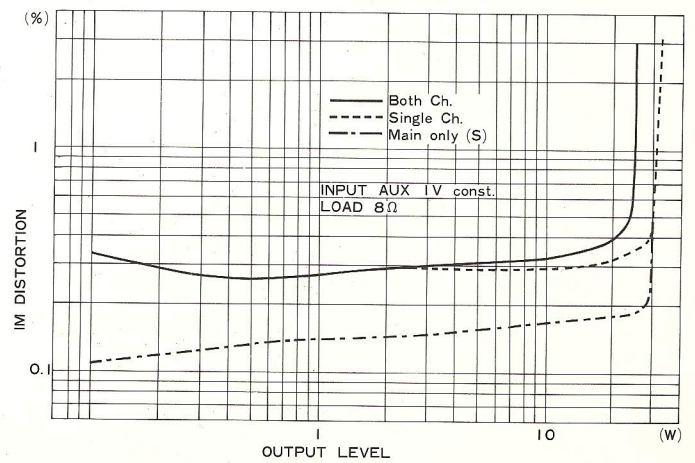 (%)
Both Ch.
Single Ch.
Main only (S)
1
INPUT AUX 1V const.
LOAD 8Ω
IM DISTORTION
0.1
1
10
(W)
OUTPUT LEVEL